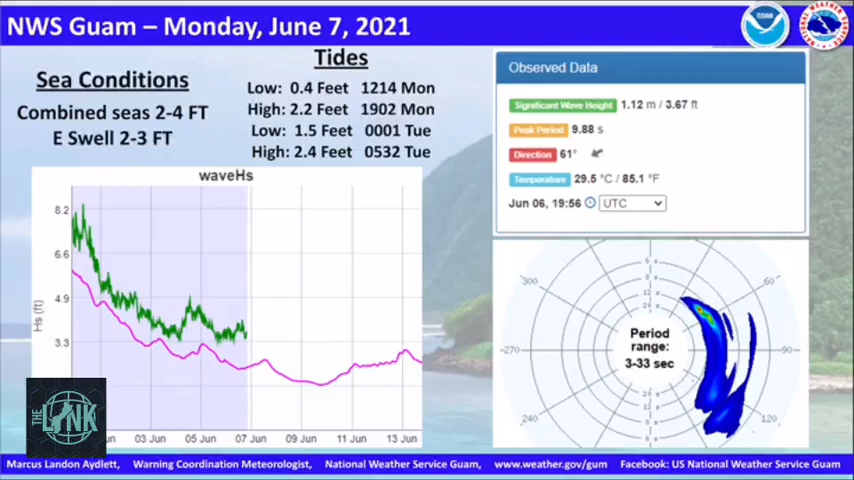 NWS Guam – Monday, June 7, 2021
Sea Conditions
Combined seas 2-4 FT
E Swell 2-3 FT
Tides
Low: 0.4 Feet 1214 Mon
High: 2.2 Feet 1902 Mon
Low: 1.5 Feet 0001 Tue
High: 2.4 Feet 0532 Tue
Observed Data
Significant Wave Height 1.12 m / 3.67 ft
Peak Period 9.88 s
Direction 61°
Temperature 29.5 °C / 85.1 °F
Jun 06, 19:56 UTC
waveHs
8.2
6.6
4.9
3.3
Hs (ft)
Jun 03 Jun 05 Jun 07 Jun 09 Jun 11 Jun 13 Jun
THE LINK
300 60
270 90
240 120
Period
range:
3-33 sec
Marcus Landon Aydlett, Warning Coordination Meteorologist, National Weather Service Guam, www.weather.gov/gum Facebook: US National Weather Service Guam